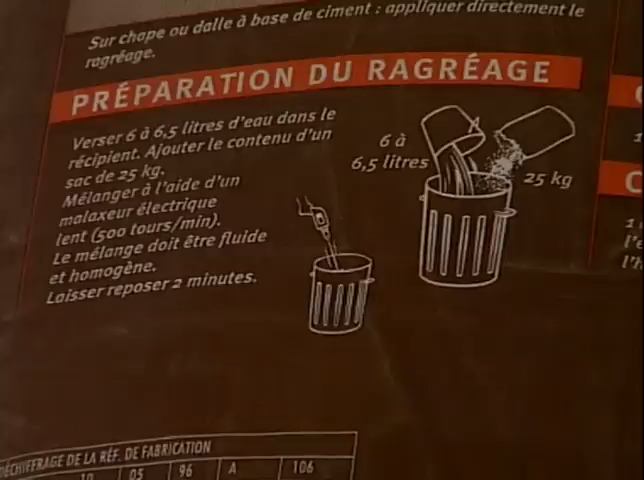 Sur chape ou dalle à base de ciment : appliquer directement le
ragréage.
PRÉPARATION DU RAGRÉAGE
Verser 6 à 6,5 litres d'eau dans le
récipient. Ajouter le contenu d'un
sac de 25 kg.
Mélanger à l'aide d'un
malaxeur électrique
lent (500 tours/min).
Le mélange doit être fluide
et homogène.
Laisser reposer 2 minutes.
6 à
6,5 litres
25 kg
DÉCHIFFRAGE DE LA RÉF. DE FABRICATION
10 05 96 A 106